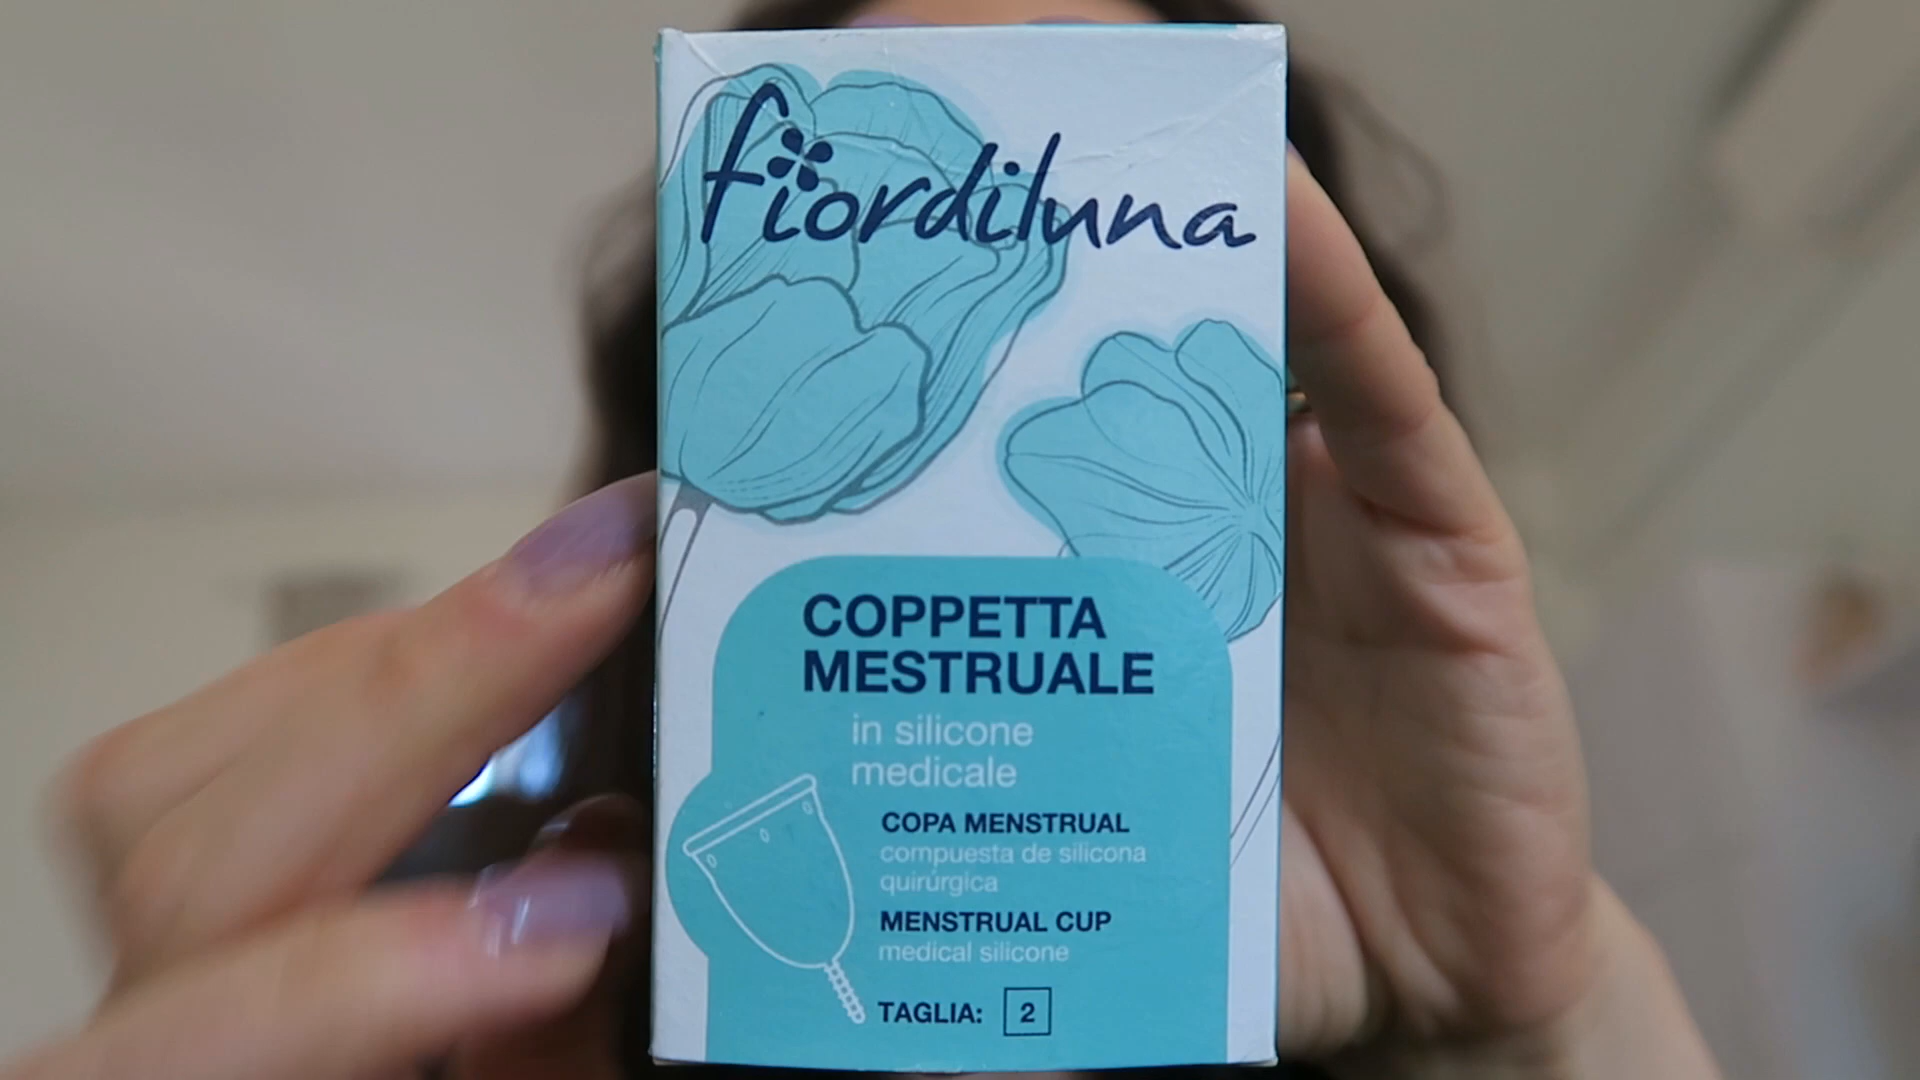 fiordiluna
COPPETTA
MESTRUALE
in silicone
medicale
COPA MENSTRUAL
compuesta de silicona
quirúrgica
MENSTRUAL CUP
medical silicone
TAGLIA: 2